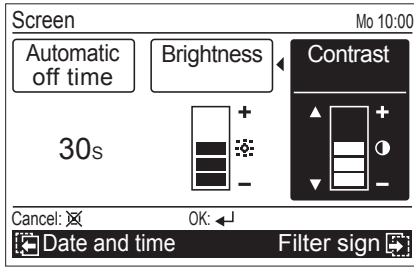 Screen Mo 10:00
Automatic off time Brightness Contrast
30s
+ +
- -
Cancel: OK:
Date and time Filter sign